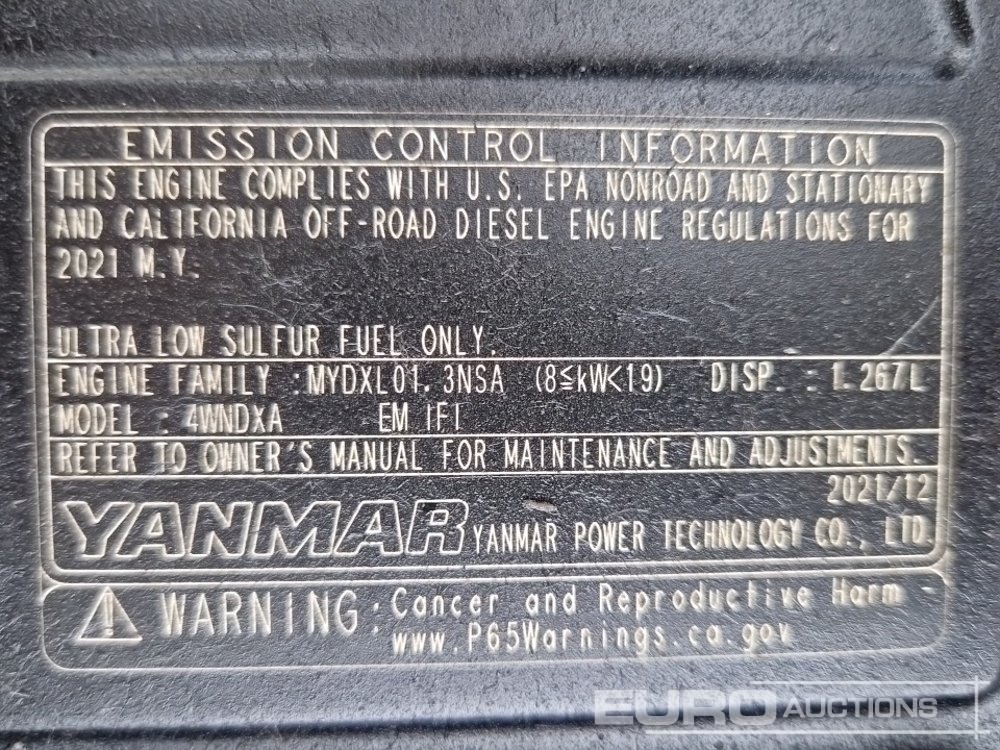 EMISSION CONTROL INFORMATION
THIS ENGINE COMPLIES WITH U.S. EPA NONROAD AND STATIONARY
AND CALIFORNIA OFF-ROAD DIESEL ENGINE REGULATIONS FOR
2021 M.Y.
ULTRA LOW SULFUR FUEL ONLY.
ENGINE FAMILY :MYDXL01.3NSA (8≦kW<19) DISP. :1.267L
MODEL : 4WNDXA EM IFI
REFER TO OWNER'S MANUAL FOR MAINTENANCE AND ADJUSTMENTS.
2021/12
YANMAR YANMAR POWER TECHNOLOGY CO., LTD.
WARNING: Cancer and Reproductive Harm
www.P65Warnings.ca.gov
EURO AUCTIONS